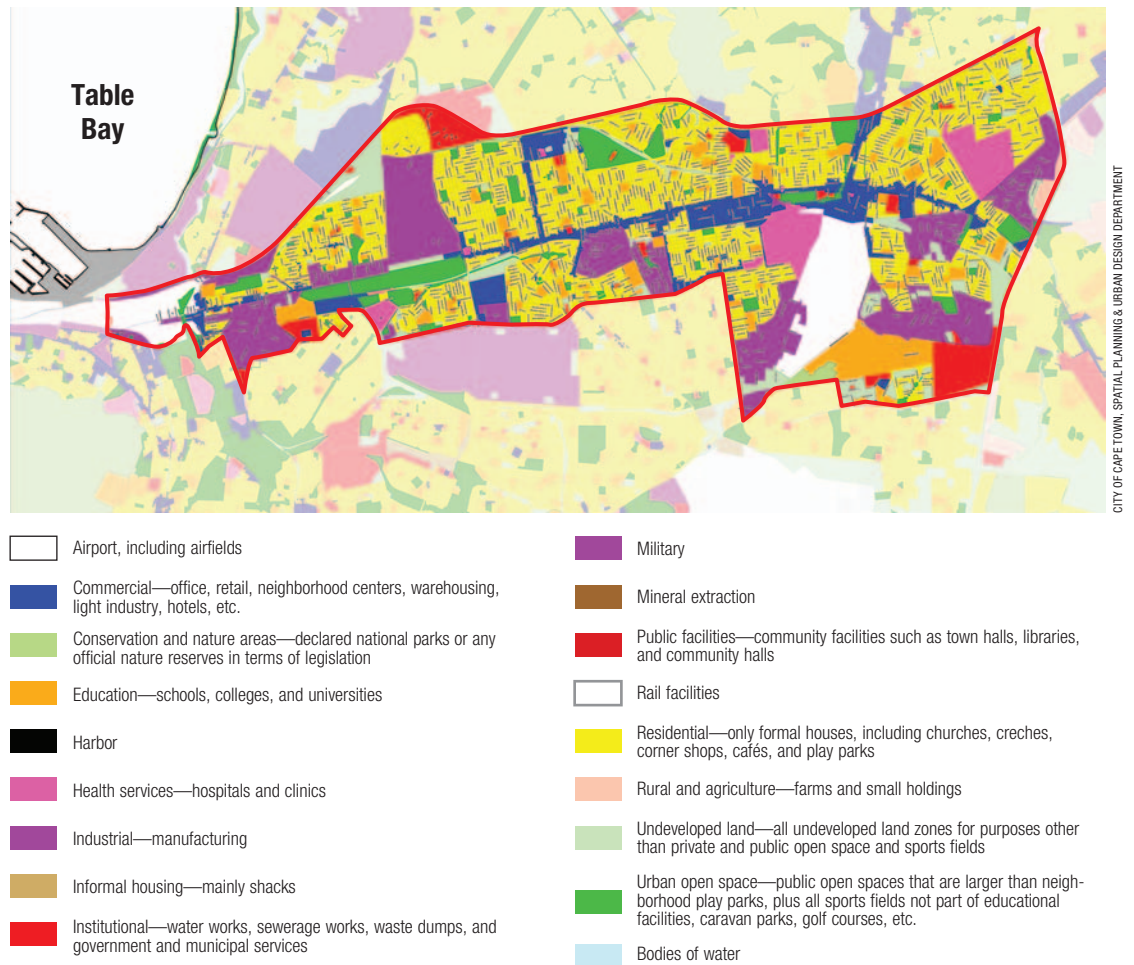 Table
Bay
CITY OF CAPE TOWN, SPATIAL PLANNING & URBAN DESIGN DEPARTMENT
Airport, including airfields
Commercial—office, retail, neighborhood centers, warehousing,
light industry, hotels, etc.
Conservation and nature areas—declared national parks or any
official nature reserves in terms of legislation
Education—schools, colleges, and universities
Harbor
Health services—hospitals and clinics
Industrial—manufacturing
Informal housing—mainly shacks
Institutional—water works, sewerage works, waste dumps, and
government and municipal services
Military
Mineral extraction
Public facilities—community facilities such as town halls, libraries,
and community halls
Rail facilities
Residential—only formal houses, including churches, creches,
corner shops, cafés, and play parks
Rural and agriculture—farms and small holdings
Undeveloped land—all undeveloped land zones for purposes other
than private and public open space and sports fields
Urban open space—public open spaces that are larger than neigh-
borhood play parks, plus all sports fields not part of educational
facilities, caravan parks, golf courses, etc.
Bodies of water